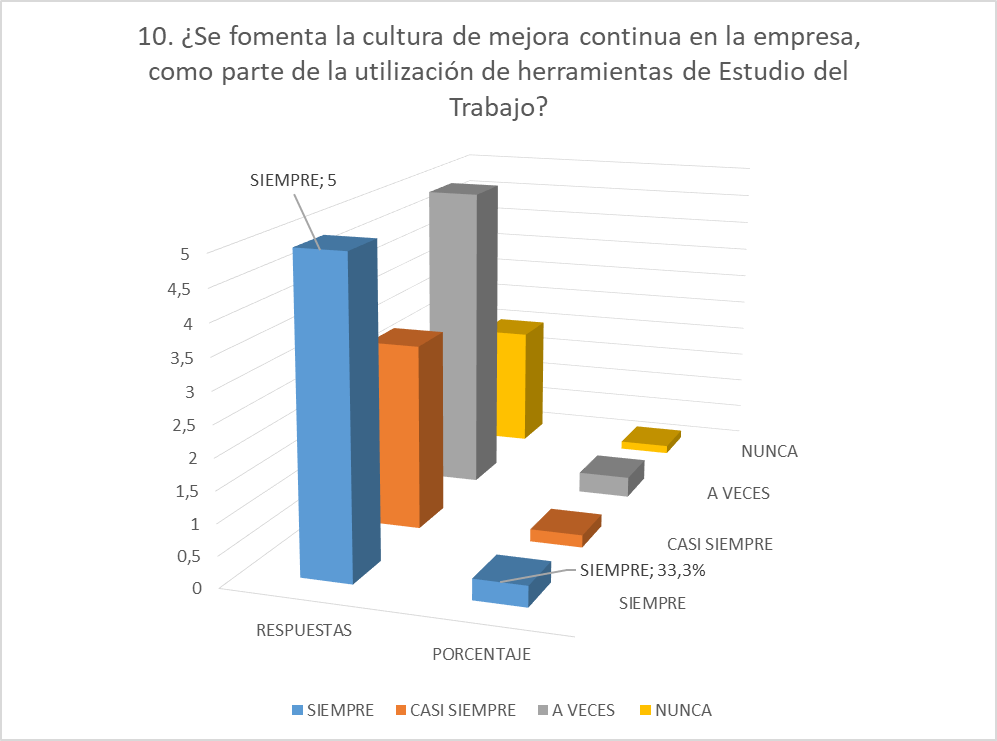 10. ¿Se fomenta la cultura de mejora continua en la empresa,
como parte de la utilización de herramientas de Estudio del
Trabajo?
SIEMPRE; 5
5
4,5
4
3,5
3
2,5
2
1,5
1
0,5
0
NUNCA
A VECES
CASI SIEMPRE
SIEMPRE; 33,3%
SIEMPRE
RESPUESTAS
PORCENTAJE
SIEMPRE CASI SIEMPRE A VECES NUNCA